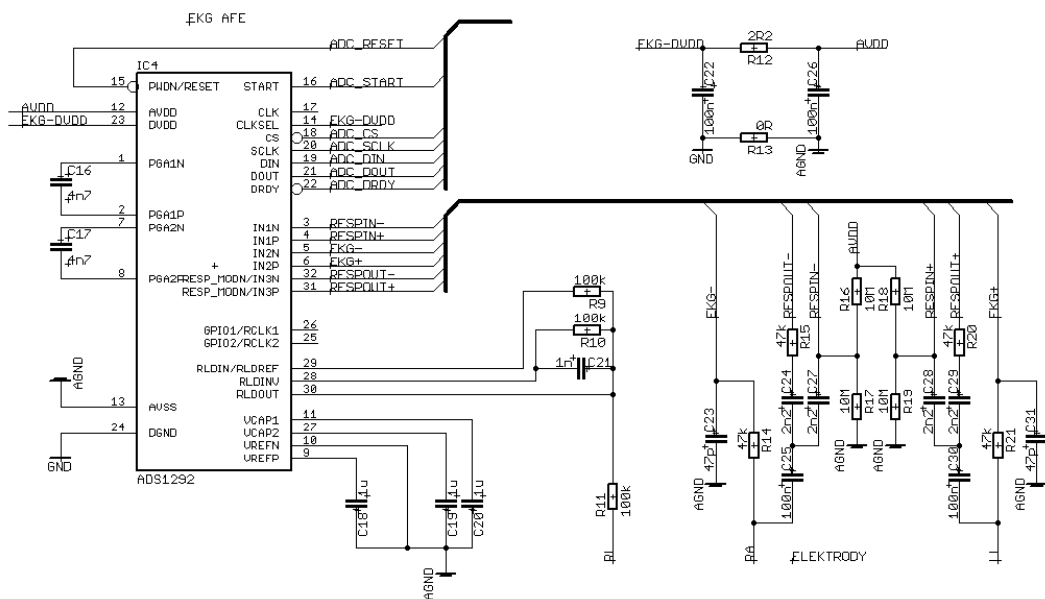 EKG AFE
ADC_RESET
IC4
15 PWDN/RESET START 16 ADC_START
AVDD 12 AVDD CLK 17
EKG-DVDD 23 DVDD CLKSEL 14 EKG-DVDD
CS 18 ADC_CS
SCLK 20 ADC_SCLK
1 PGA1N DIN 19 ADC_DIN
DOUT 21 ADC_DOUT
DRDY 22 ADC_DRDY
C16
4n7
2 PGA1P
7 PGA2N IN1N 3 RESPIN-
IN1P 4 RESPIN+
C17
4n7
IN2N 5 EKG-
IN2P 6 EKG+
8 PGA2P RESP_MODN/IN3N 32 RESPOUT-
RESP_MODN/IN3P 31 RESPOUT+
GPIO1/RCLK1 26
GPIO2/RCLK2 25
RLDIN/RLDREF 29
RLDINV 28
RLDOUT 30
AGND
13 AVSS
24 DGND
GND
VCAP1 11
VCAP2 27
VREFN 10
VREFP 9
ADS1292
C18 1u
C19 1u
C20 1u
AGND
100k
R9
100k
R10
1n C21
R11 100k
RL
EKG-DVDD 2R2 AVDD
R12
C22 100n
C26 100n
0R
R13
GND
AGND
EKG-
RESPOUT-
RESPIN-
AVDD
RESPIN+
RESPOUT+
EKG+
47k R15
R16 10M
R18 10M
47k R20
C24 2n2
C27 2n2
10M R17
10M R19
C28 2n2
C29 2n2
C23 47p
47k R14
C25 100n
AGND
AGND
C30 100n
47k R21
C31 47p
AGND
AGND
RA
ELEKTRODY
LL